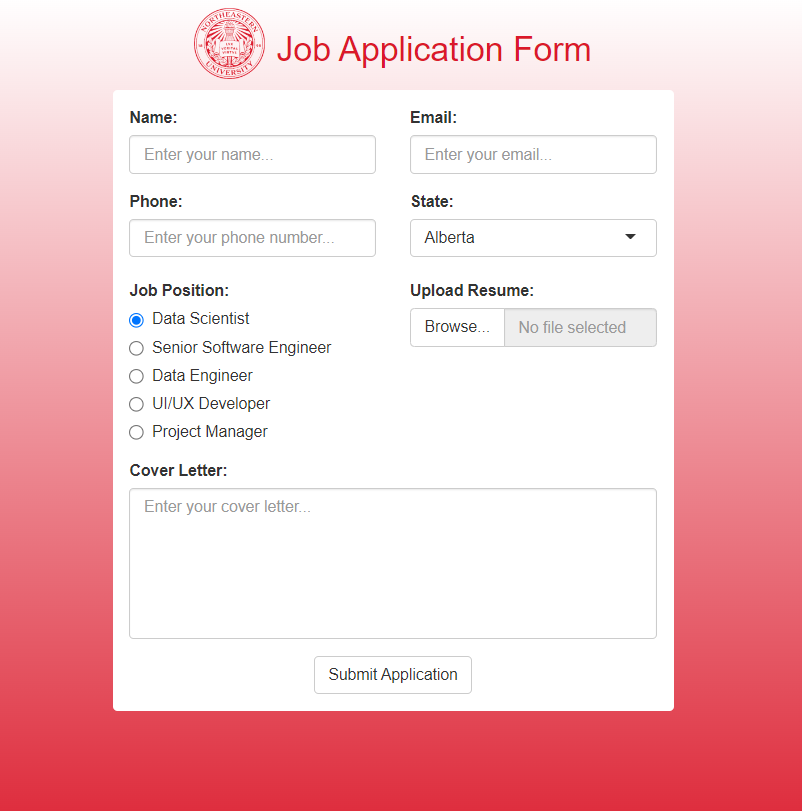 NORTHEASTERN
UNIVERSITY
Job Application Form
Name:
Email:
Enter your name...
Enter your email...
Phone:
State:
Enter your phone number...
Alberta
Job Position:
Upload Resume:
Data Scientist
Browse...
No file selected
Senior Software Engineer
Data Engineer
UI/UX Developer
Project Manager
Cover Letter:
Enter your cover letter...
Submit Application